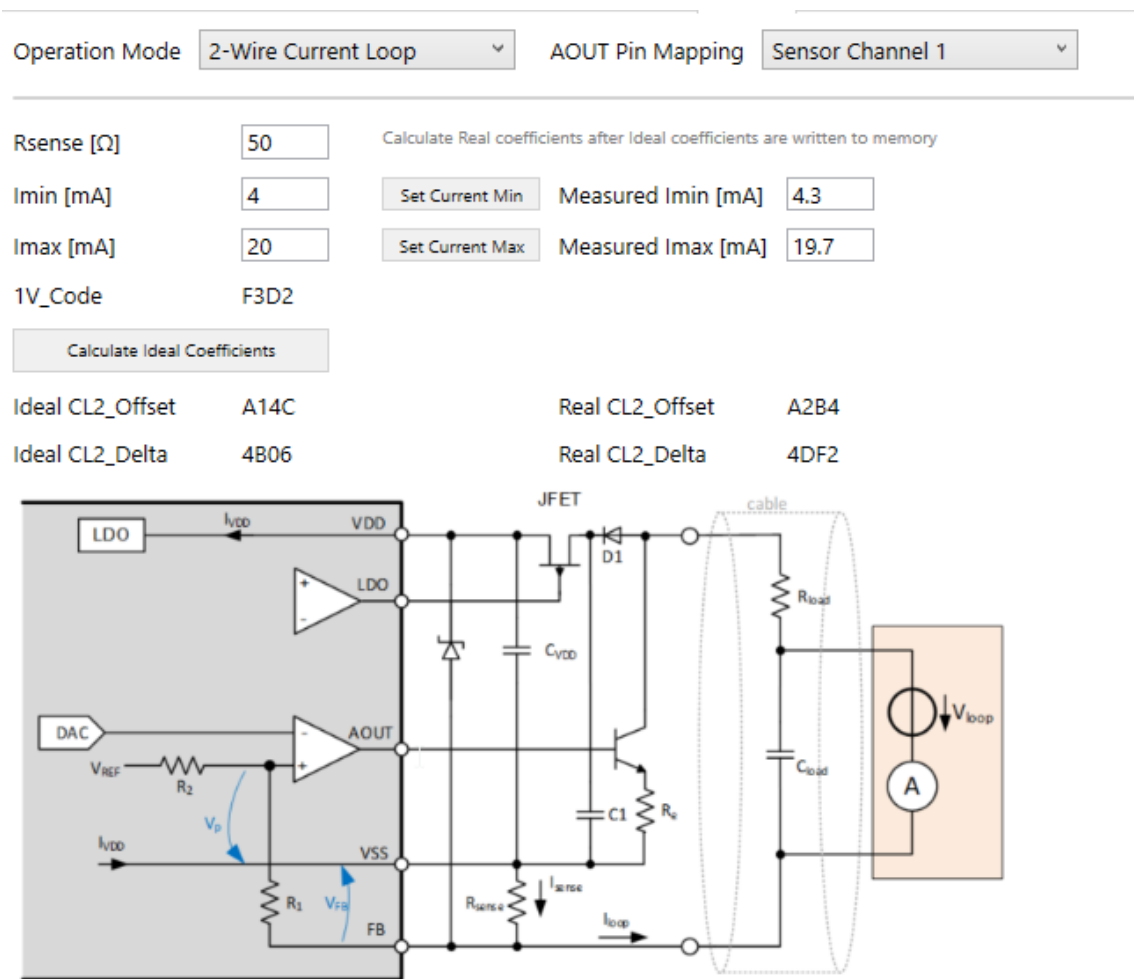 Operation Mode 2-Wire Current Loop AOUT Pin Mapping Sensor Channel 1
Rsense [Ω] 50 Calculate Real coefficients after Ideal coefficients are written to memory
Imin [mA] 4 Set Current Min Measured Imin [mA] 4.3
Imax [mA] 20 Set Current Max Measured Imax [mA] 19.7
1V_Code F3D2
Calculate Ideal Coefficients
Ideal CL2_Offset A14C Real CL2_Offset A2B4
Ideal CL2_Delta 4B06 Real CL2_Delta 4DF2
JFET
cable
LDO IVDD VDD
D1
+ LDO
-
Rload
CVDD
Vloop
DAC - AOUT
VREF +
R2
Cload
A
C1 Re
Vp
IVDD VSS
Isense
R1 VFB Rsense
Iloop
FB